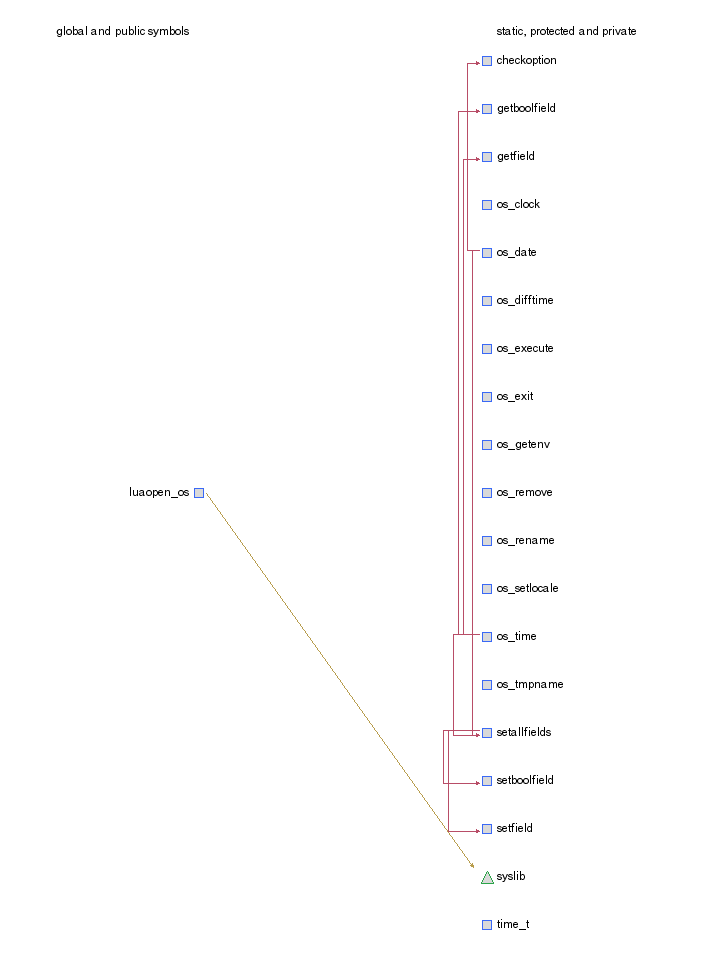 global and public symbols
static, protected and private
checkoption
getboolfield
getfield
os_clock
os_date
os_difftime
os_execute
os_exit
os_getenv
luaopen_os
os_remove
os_rename
os_setlocale
os_time
os_tmpname
setallfields
setboolfield
setfield
syslib
time_t